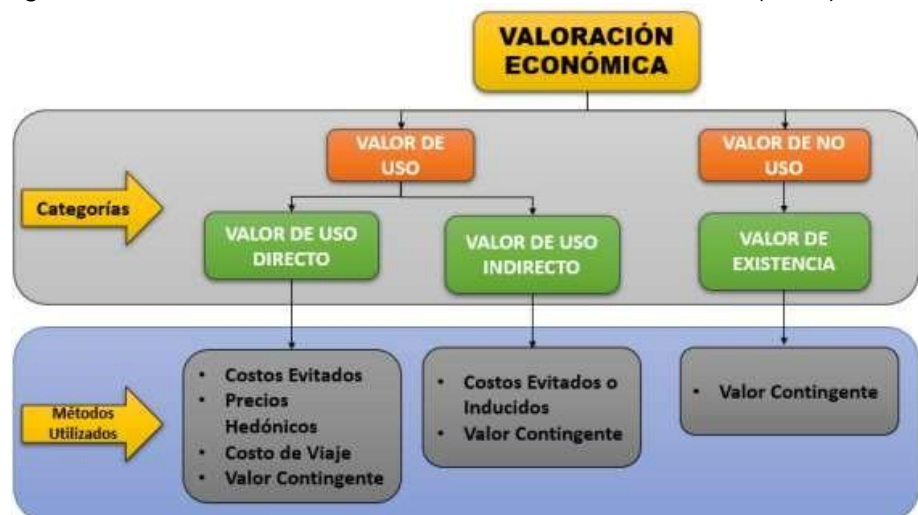 VALORACIÓN
ECONÓMICA
VALOR DE
USO
VALOR DE NO
USO
Categorías
VALOR DE USO
DIRECTO
VALOR DE USO
INDIRECTO
VALOR DE
EXISTENCIA
Métodos
Utilizados
• Costos Evitados
• Precios
Hedónicos
• Costo de Viaje
• Valor Contingente
• Costos Evitados o
Inducidos
• Valor Contingente
• Valor Contingente